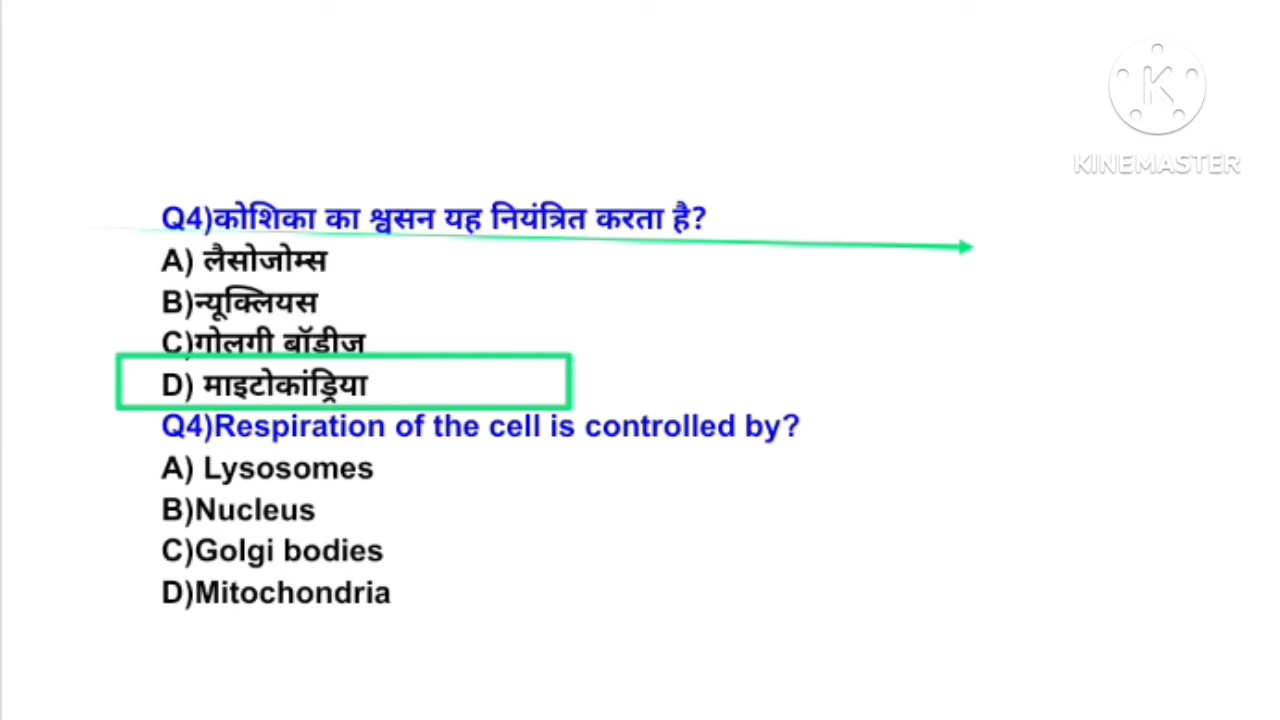 K
KINEMASTER
Q4)कोशिका का श्वसन यह नियंत्रित करता है?
A) लैसोजोम्स
B)न्यूक्लियस
C)गोलगी बॉडीज
D) माइटोकांड्रिया
Q4)Respiration of the cell is controlled by?
A) Lysosomes
B)Nucleus
C)Golgi bodies
D)Mitochondria